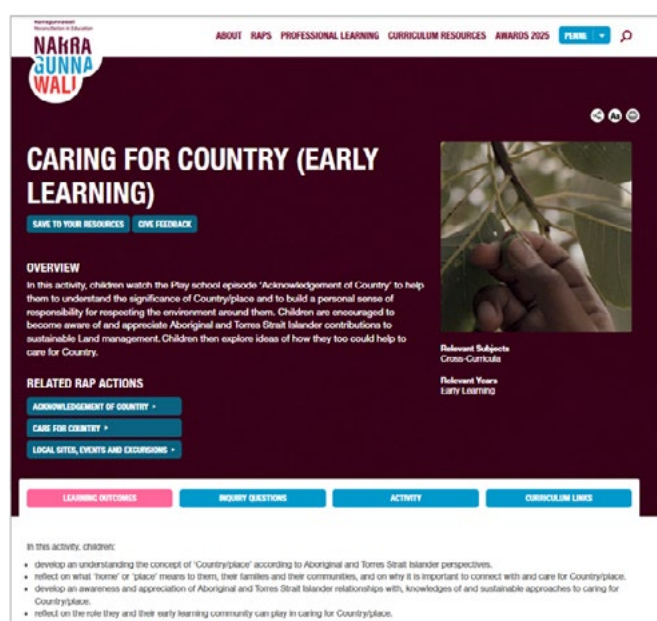 Narragunnawali
Reconciliation in Education
NARRA
GUNNA
WALI
ABOUT RAPS PROFESSIONAL LEARNING CURRICULUM RESOURCES AWARDS 2025
CARING FOR COUNTRY (EARLY
LEARNING)
SAVE TO YOUR RESOURCES GIVE FEEDBACK
OVERVIEW
In this activity, children watch the Play school episode 'Acknowledgement of Country' to help
them to understand the significance of Country/place and to build a personal sense of
responsibility for respecting the environment around them. Children are encouraged to
become aware of and appreciate Aboriginal and Torres Strait Islander contributions to
sustainable Land management. Children then explore ideas of how they too could help to
care for Country.
RELATED RAP ACTIONS
ACKNOWLEDGEMENT OF COUNTRY
CARE FOR COUNTRY
LOCAL SITES, EVENTS AND EXCURSIONS
Relevant Subjects
Cross-Curricula
Relevant Years
Early Learning
LEARNING OUTCOMES INQUIRY QUESTIONS ACTIVITY CURRICULUM LINKS
In this activity, children:
• develop an understanding the concept of 'Country/place' according to Aboriginal and Torres Strait Islander perspectives.
• reflect on what 'home' or 'place' means to them, their families and their communities, and on why it is important to connect with and care for Country/place.
• develop an awareness and appreciation of Aboriginal and Torres Strait Islander relationships with, knowledges of and sustainable approaches to caring for
Country/place.
• reflect on the role they and their early learning community can play in caring for Country/place.